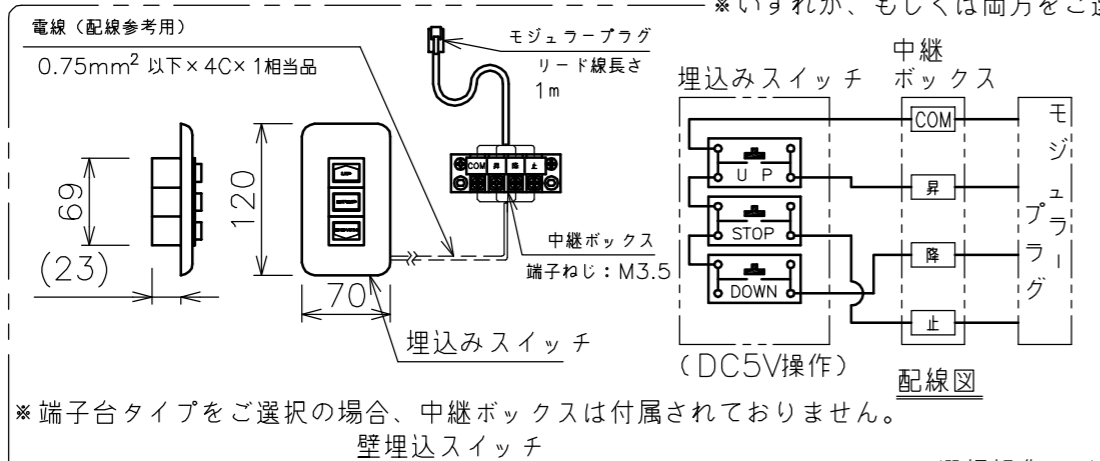 ※いずれか、もしくは両方をご選
電線（配線参考用）
0.75mm² 以下×4C×1相当品
モジュラープラグ
リード線長さ
1m
69
(23)
120
70
UP
COM 昇 降 止
中継ボックス
端子ねじ：M3.5
埋込みスイッチ
埋込みスイッチ
中継
ボックス
UP
STOP
DOWN
COM
昇
降
止
モジュラープラグ
(DC5V操作)
配線図
※端子台タイプをご選択の場合、中継ボックスは付属されておりません。
壁埋込スイッチ